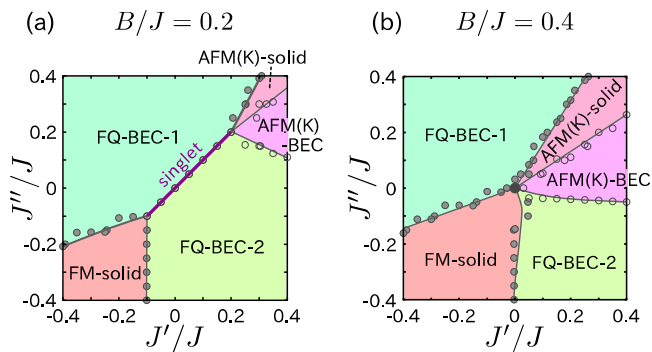 (a) B/J = 0.2
AFM(K)-solid
0.4
FQ-BEC-1
AFM(K)
-BEC
0.2
singlet
J''/J
0
-0.2
FM-solid
FQ-BEC-2
-0.4
-0.4 -0.2 0 0.2 0.4
J'/J
(b) B/J = 0.4
0.4
FQ-BEC-1
AFM(K)-solid
0.2
AFM(K)-BEC
J''/J
0
-0.2
FM-solid
FQ-BEC-2
-0.4
-0.4 -0.2 0 0.2 0.4
J'/J